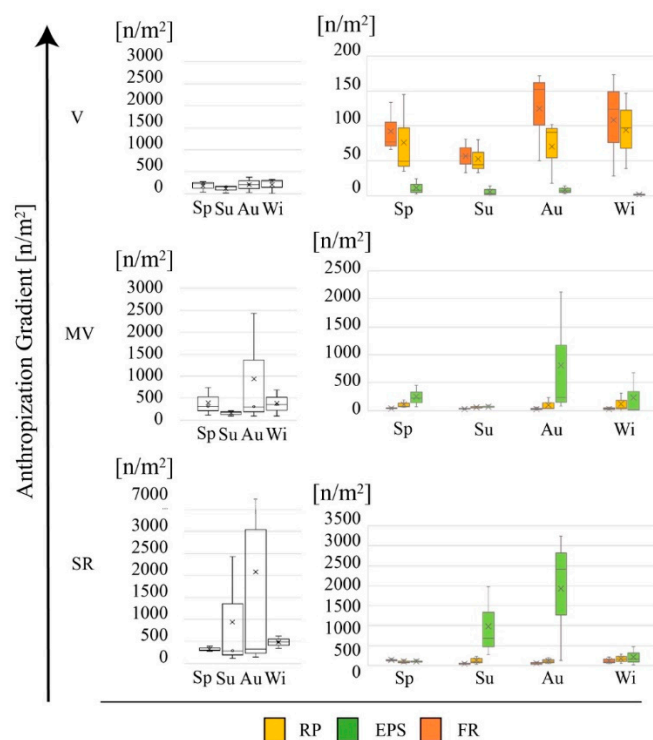 Anthropization Gradient [n/m²]
V
[n/m²]
3000
2500
2000
1500
1000
500
0
Sp Su Au Wi
[n/m²]
200
150
100
50
0
Sp Su Au Wi
MV
[n/m²]
3000
2500
2000
1500
1000
500
0
Sp Su Au Wi
[n/m²]
2500
2000
1500
1000
500
0
Sp Su Au Wi
SR
[n/m²]
7000
3000
2500
2000
1500
1000
500
0
Sp Su Au Wi
[n/m²]
3500
3000
2500
2000
1500
1000
500
0
Sp Su Au Wi
RP EPS FR